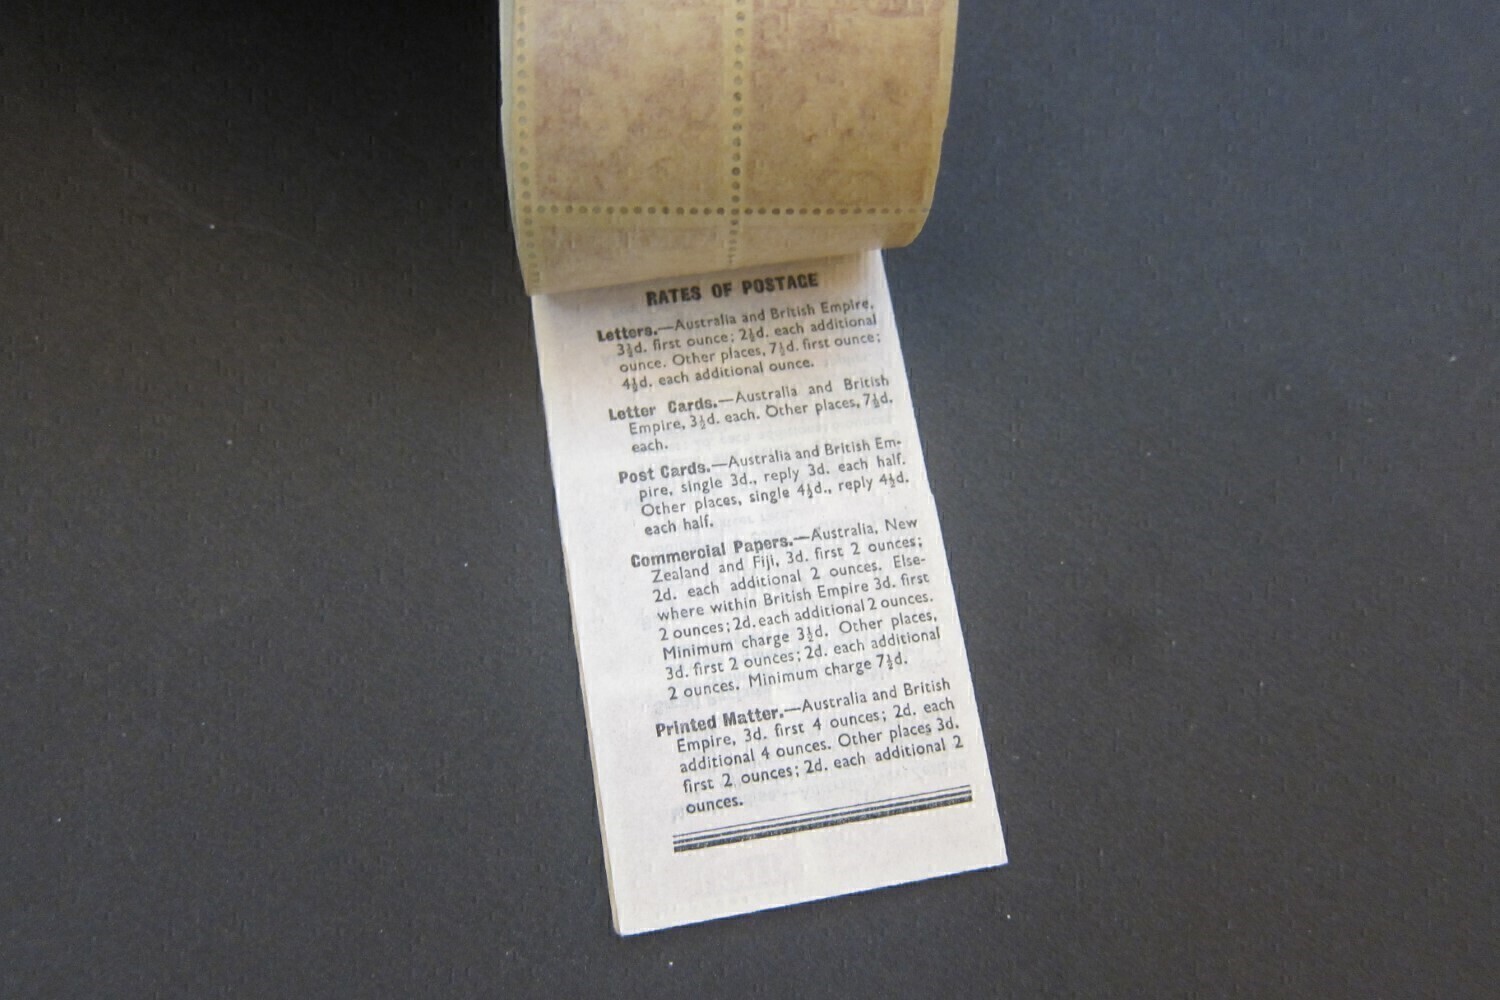 RATES OF POSTAGE
Letters.—Australia and British Empire,
3½d. first ounce; 2½d. each additional
ounce. Other places, 7½d. first ounce;
4½d. each additional ounce.
Letter Cards.—Australia and British
Empire, 3½d. each. Other places, 7½d.
each.
Post Cards.—Australia and British Em-
pire, single 3d., reply 3d. each half.
Other places, single 4½d., reply 4½d.
each half.
Commercial Papers.—Australia, New
Zealand and Fiji, 3d. first 2 ounces;
2d. each additional 2 ounces. Else-
where within British Empire 3d. first
2 ounces; 2d. each additional 2 ounces.
Minimum charge 3½d. Other places,
3d. first 2 ounces; 2d. each additional
2 ounces. Minimum charge 7½d.
Printed Matter.—Australia and British
Empire, 3d. first 4 ounces; 2d. each
additional 4 ounces. Other places 3d.
first 2 ounces; 2d. each additional 2
ounces.